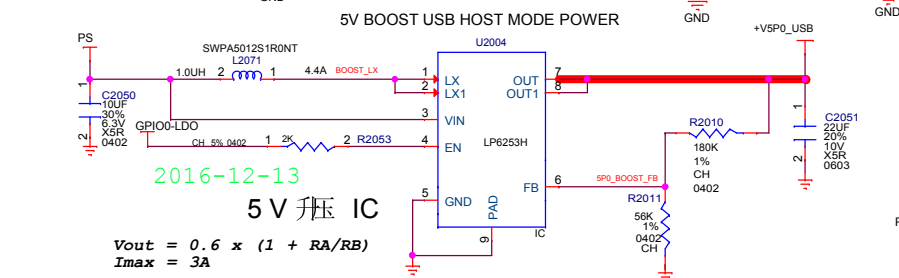 GND
5V BOOST USB HOST MODE POWER
GND
GND
PS
+V5P0_USB
SWPA5012S1R0NT
L2071
U2004
1.0UH 2 1 4.4A BOOST_LX
1 LX OUT 7
2 LX1 OUT1 8
1
C2050
10UF
30%
6.3V
X5R
0402
2
3 VIN
GPIO0-LDO
CH 5% 0402 1 2K 2 R2053 4 EN
LP6253H
R2010
180K
1%
CH
0402
1
C2051
22UF
20%
10V
X5R
0603
2
2016-12-13
FB 6 5P0_BOOST_FB
5 GND
PAD
9
IC
R2011
56K
1%
0402
CH
5 V 升压 IC
Vout = 0.6 x (1 + RA/RB)
Imax = 3A